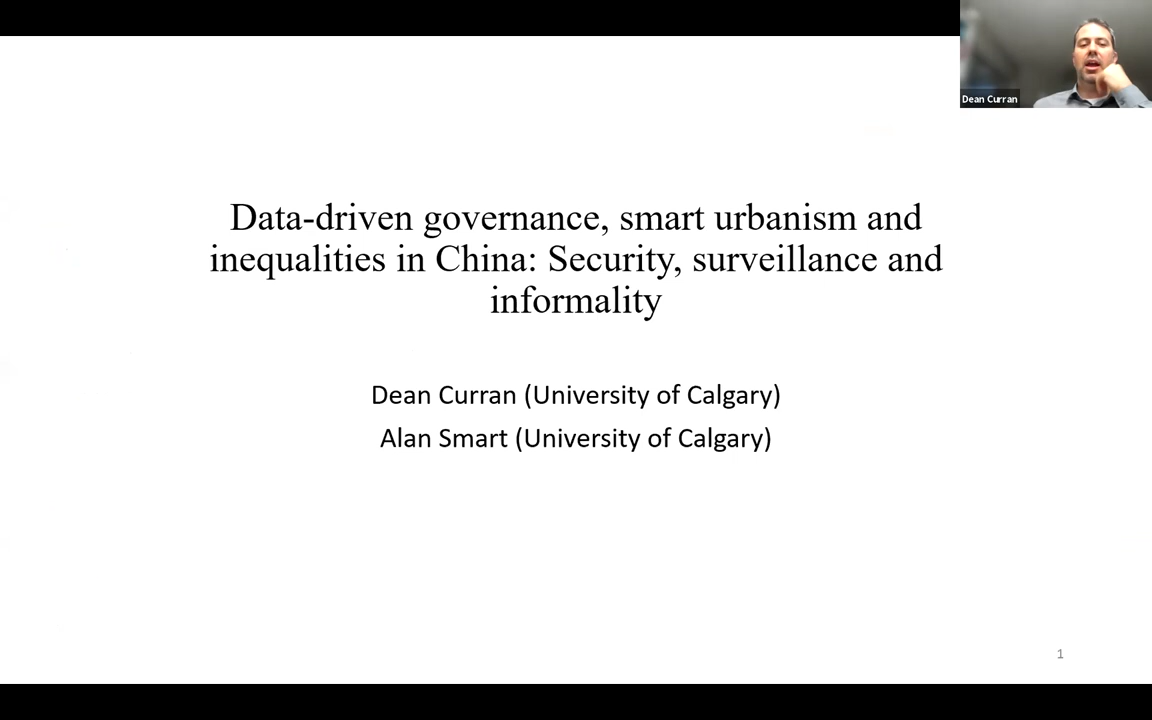 Dean Curran
Data-driven governance, smart urbanism and
inequalities in China: Security, surveillance and
informality
Dean Curran (University of Calgary)
Alan Smart (University of Calgary)
1